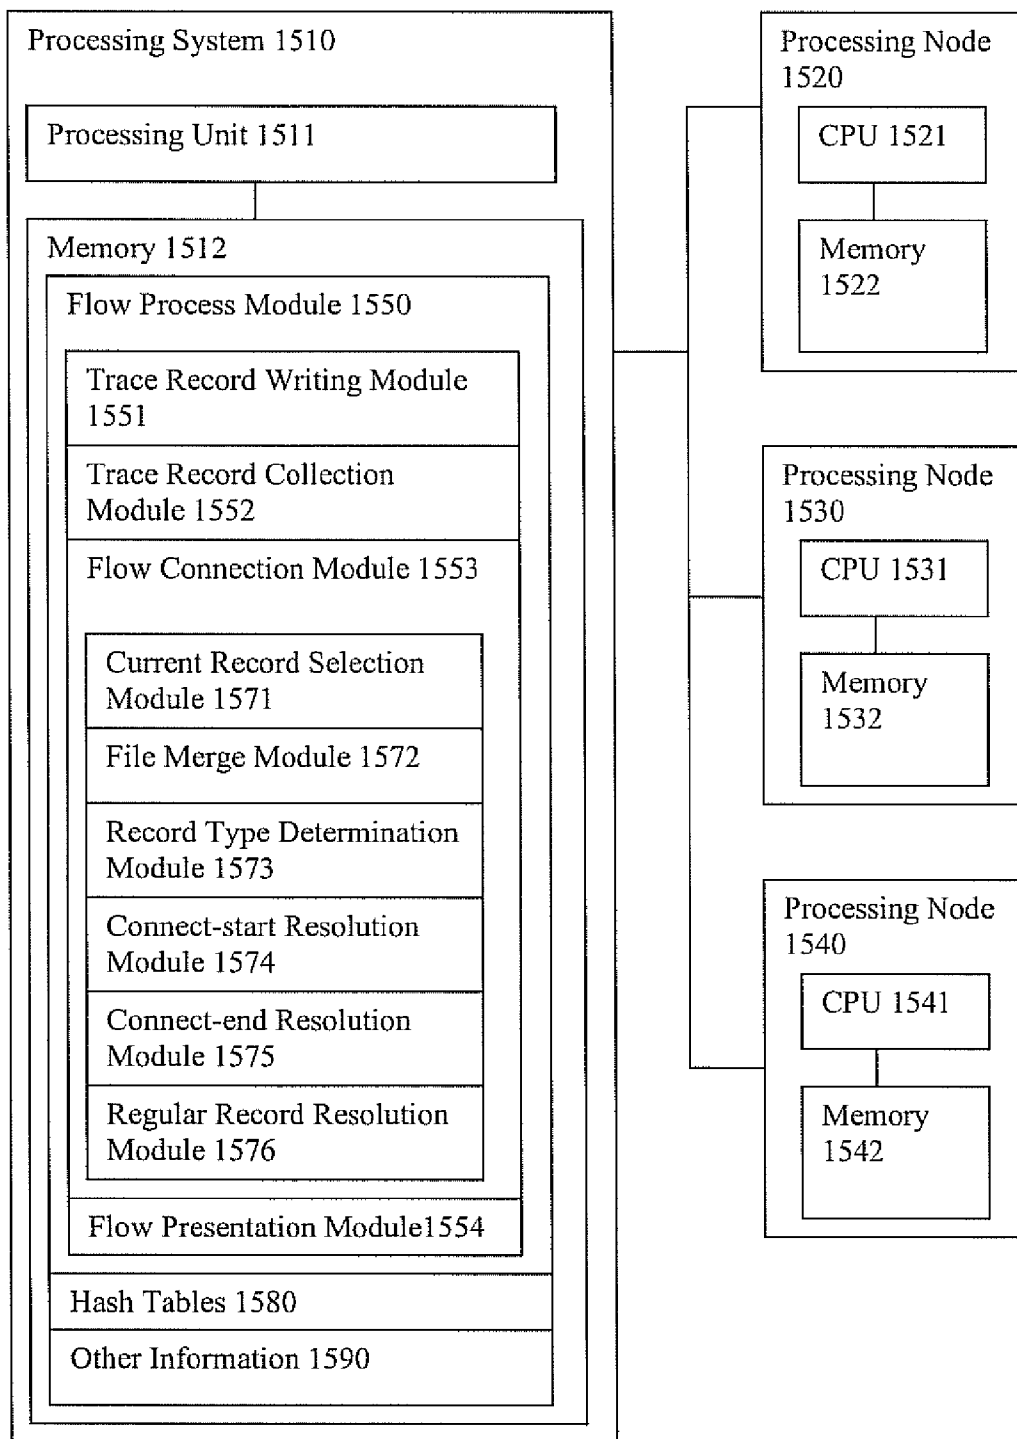 Processing System 1510
Processing Unit 1511
Memory 1512
Flow Process Module 1550
Trace Record Writing Module
1551
Trace Record Collection
Module 1552
Flow Connection Module 1553
Current Record Selection
Module 1571
File Merge Module 1572
Record Type Determination
Module 1573
Connect-start Resolution
Module 1574
Connect-end Resolution
Module 1575
Regular Record Resolution
Module 1576
Flow Presentation Module1554
Hash Tables 1580
Other Information 1590
Processing Node
1520
CPU 1521
Memory
1522
Processing Node
1530
CPU 1531
Memory
1532
Processing Node
1540
CPU 1541
Memory
1542